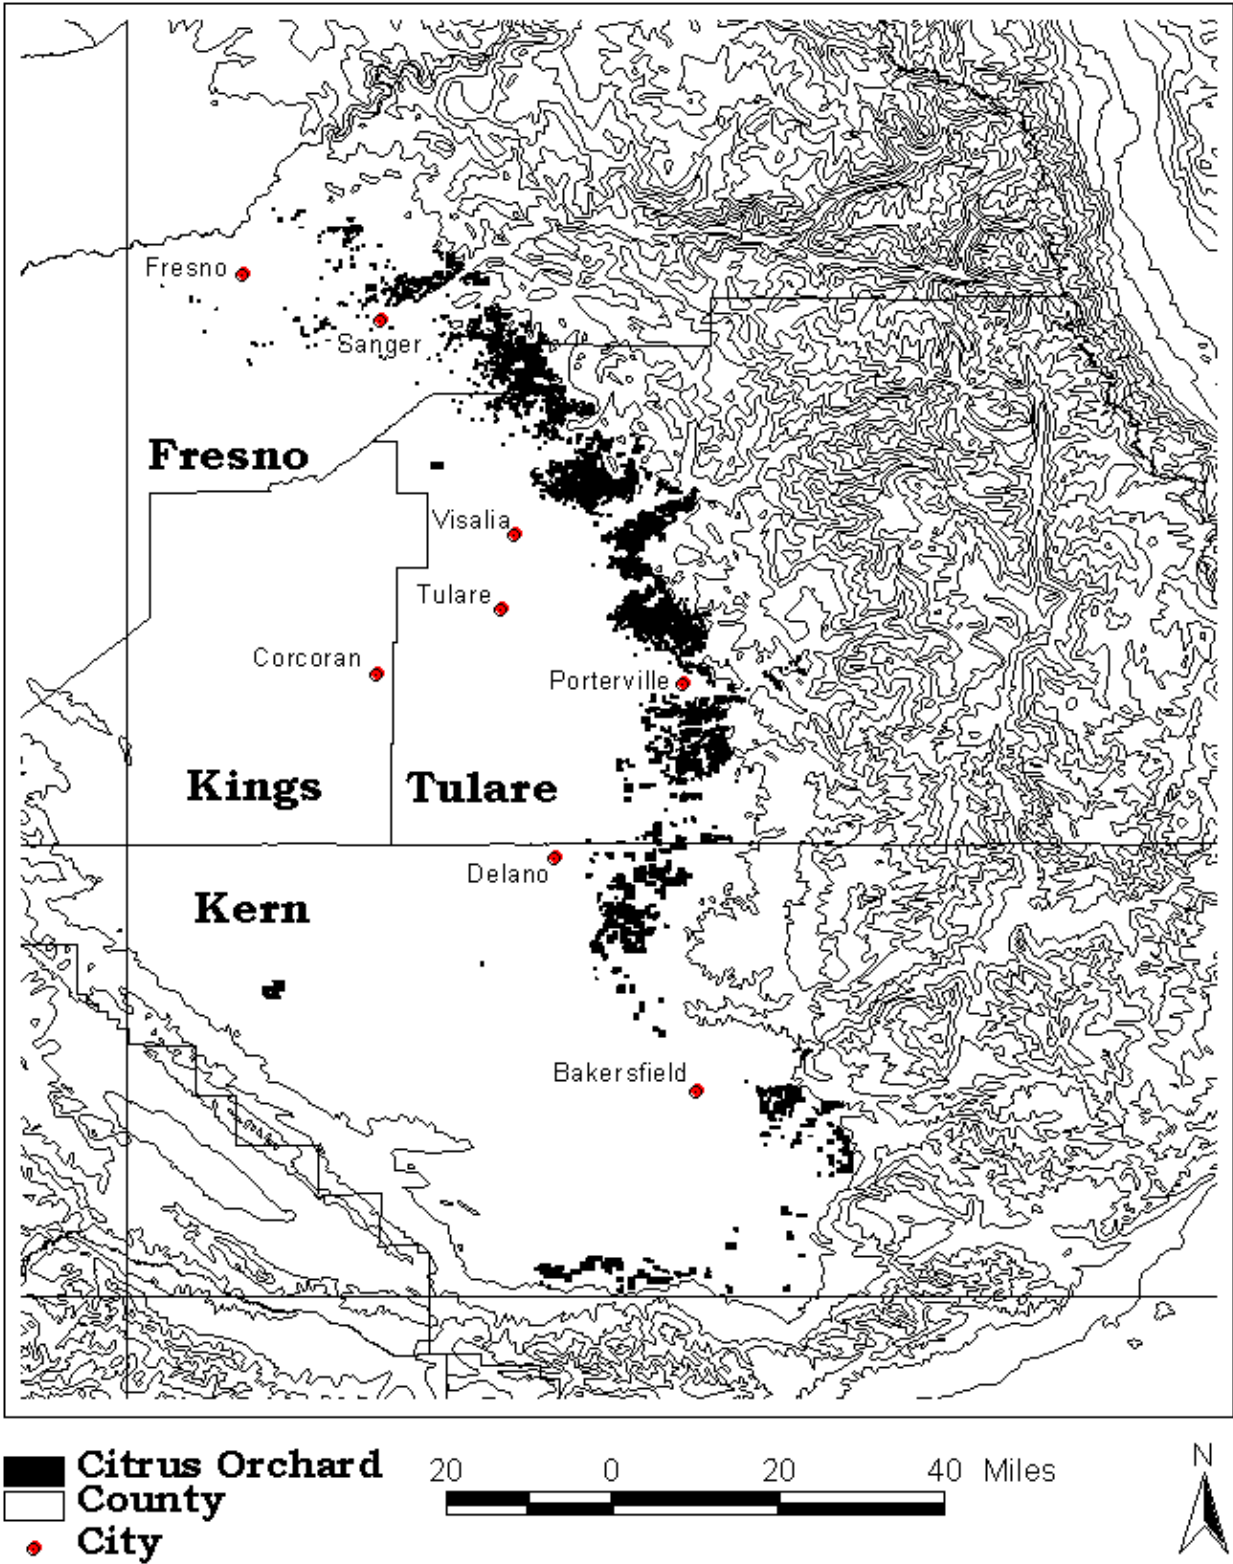 Fresno
Sanger
Fresno
Visalia
Tulare
Corcoran
Porterville
Kings
Tulare
Delano
Kern
Bakersfield
Citrus Orchard
County
City
20 0 20 40 Miles
N